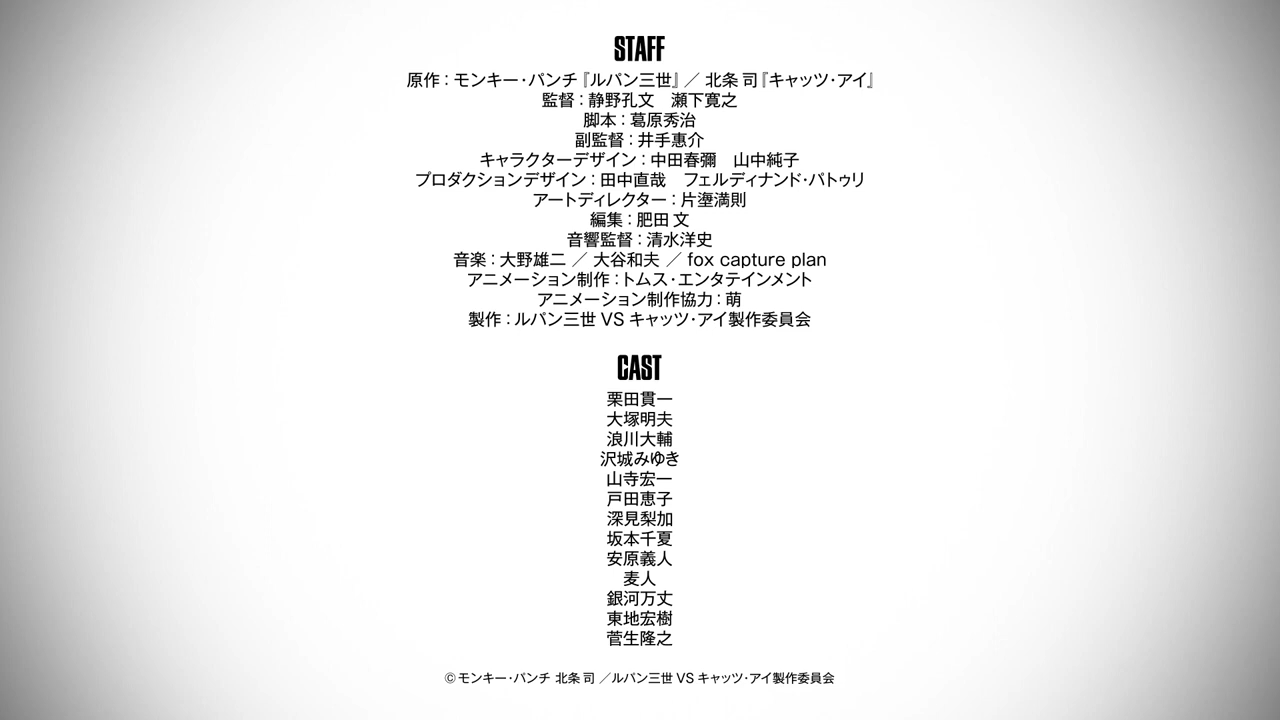 STAFF
原作：モンキー・パンチ『ルパン三世』／ 北条 司『キャッツ・アイ』
監督：静野孔文　瀬下寛之
脚本：葛原秀治
副監督：井手惠介
キャラクターデザイン：中田春彌　山中純子
プロダクションデザイン：田中直哉　フェルディナンド・パトゥリ
アートディレクター：片塰満則
編集：肥田 文
音響監督：清水洋史
音楽：大野雄二 ／ 大谷和夫 ／ fox capture plan
アニメーション制作：トムス・エンタテインメント
アニメーション制作協力：萌
製作：ルパン三世 VS キャッツ・アイ製作委員会
CAST
栗田貫一
大塚明夫
浪川大輔
沢城みゆき
山寺宏一
戸田恵子
深見梨加
坂本千夏
安原義人
麦人
銀河万丈
東地宏樹
菅生隆之
© モンキー・パンチ 北条 司 ／ルパン三世 VS キャッツ・アイ製作委員会